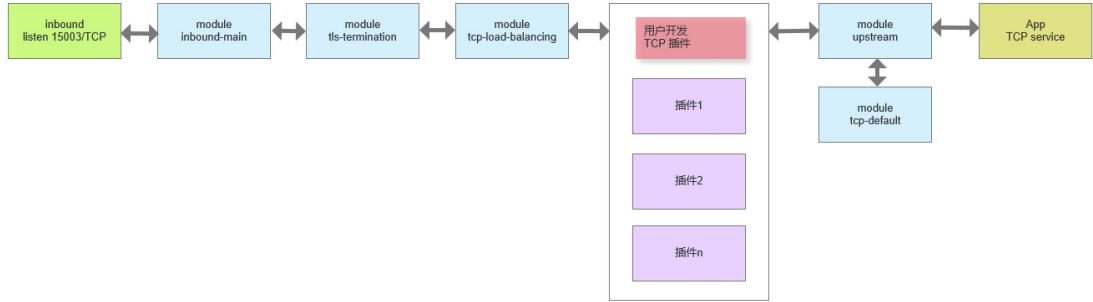 inbound
listen 15003/TCP
module
inbound-main
module
tls-termination
module
tcp-load-balancing
用户开发
TCP 插件
插件1
插件2
插件n
module
upstream
module
tcp-default
App
TCP service